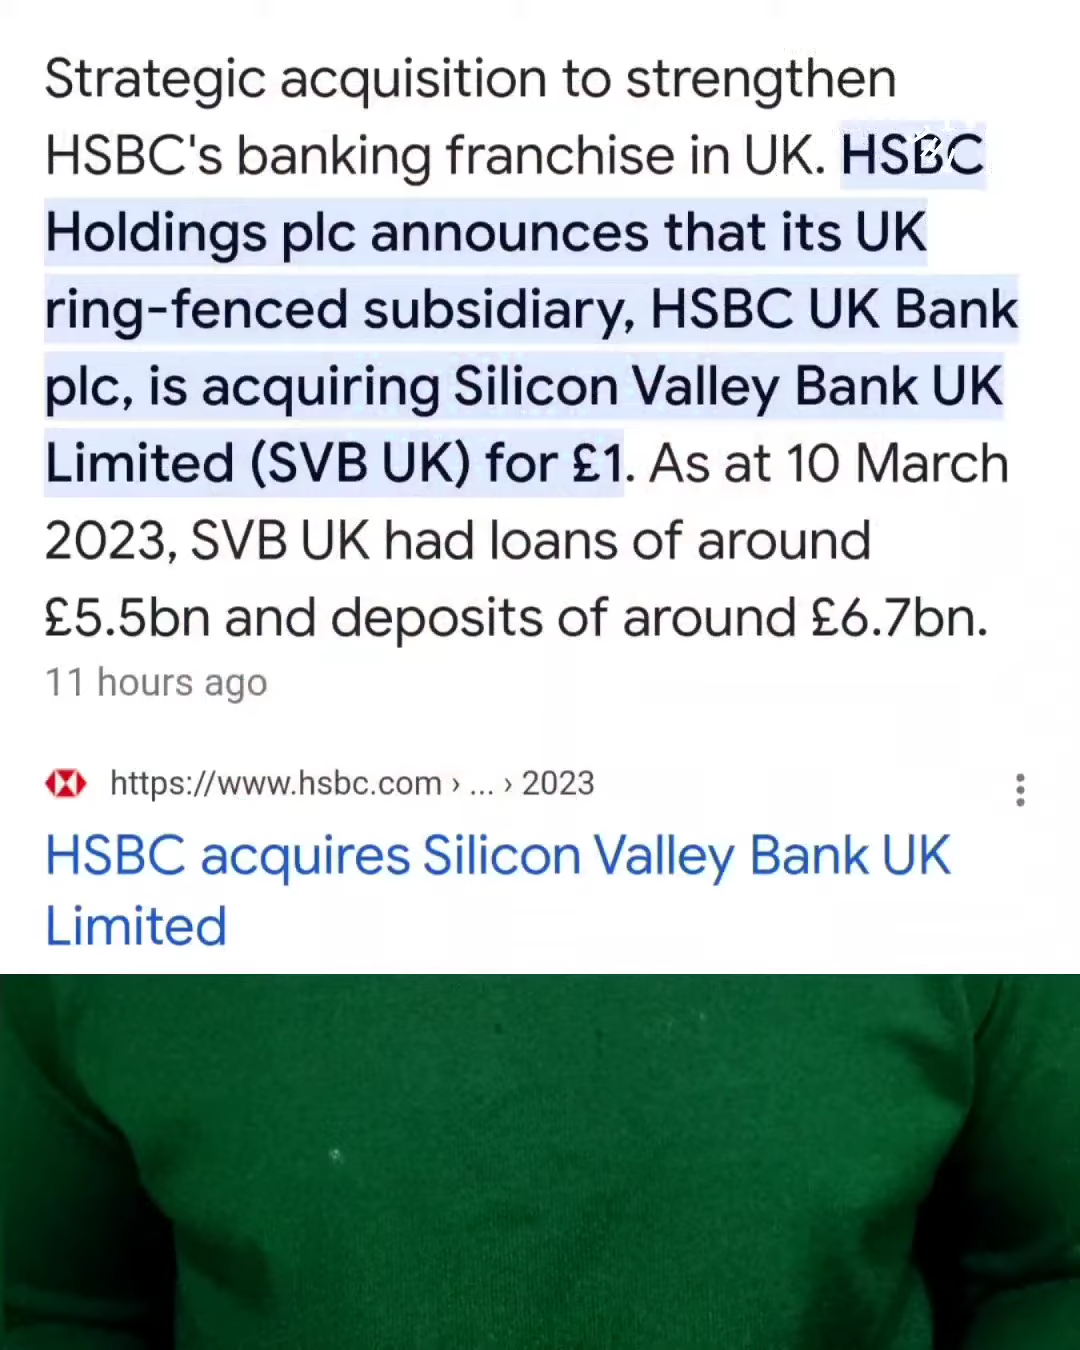 Strategic acquisition to strengthen
HSBC's banking franchise in UK. HSBC
Holdings plc announces that its UK
ring-fenced subsidiary, HSBC UK Bank
plc, is acquiring Silicon Valley Bank UK
Limited (SVB UK) for £1. As at 10 March
2023, SVB UK had loans of around
£5.5bn and deposits of around £6.7bn.
11 hours ago
https://www.hsbc.com › ... › 2023
HSBC acquires Silicon Valley Bank UK
Limited